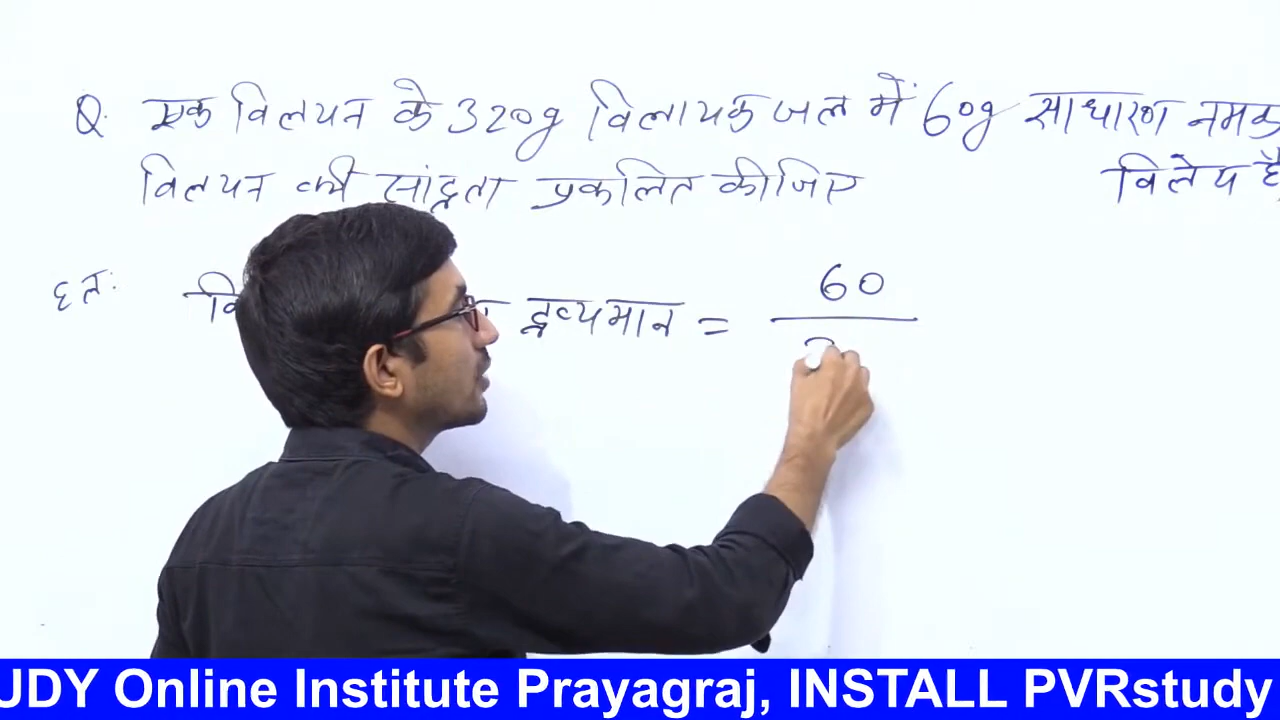 Q. एक विलयन के 320g विलायक जल में 60g साधारण नमक
विलेय है,
विलयन की सांद्रता प्रकलित कीजिए
हल:
द्रव्यमान = 60
JDY Online Institute Prayagraj, INSTALL PVRstudy